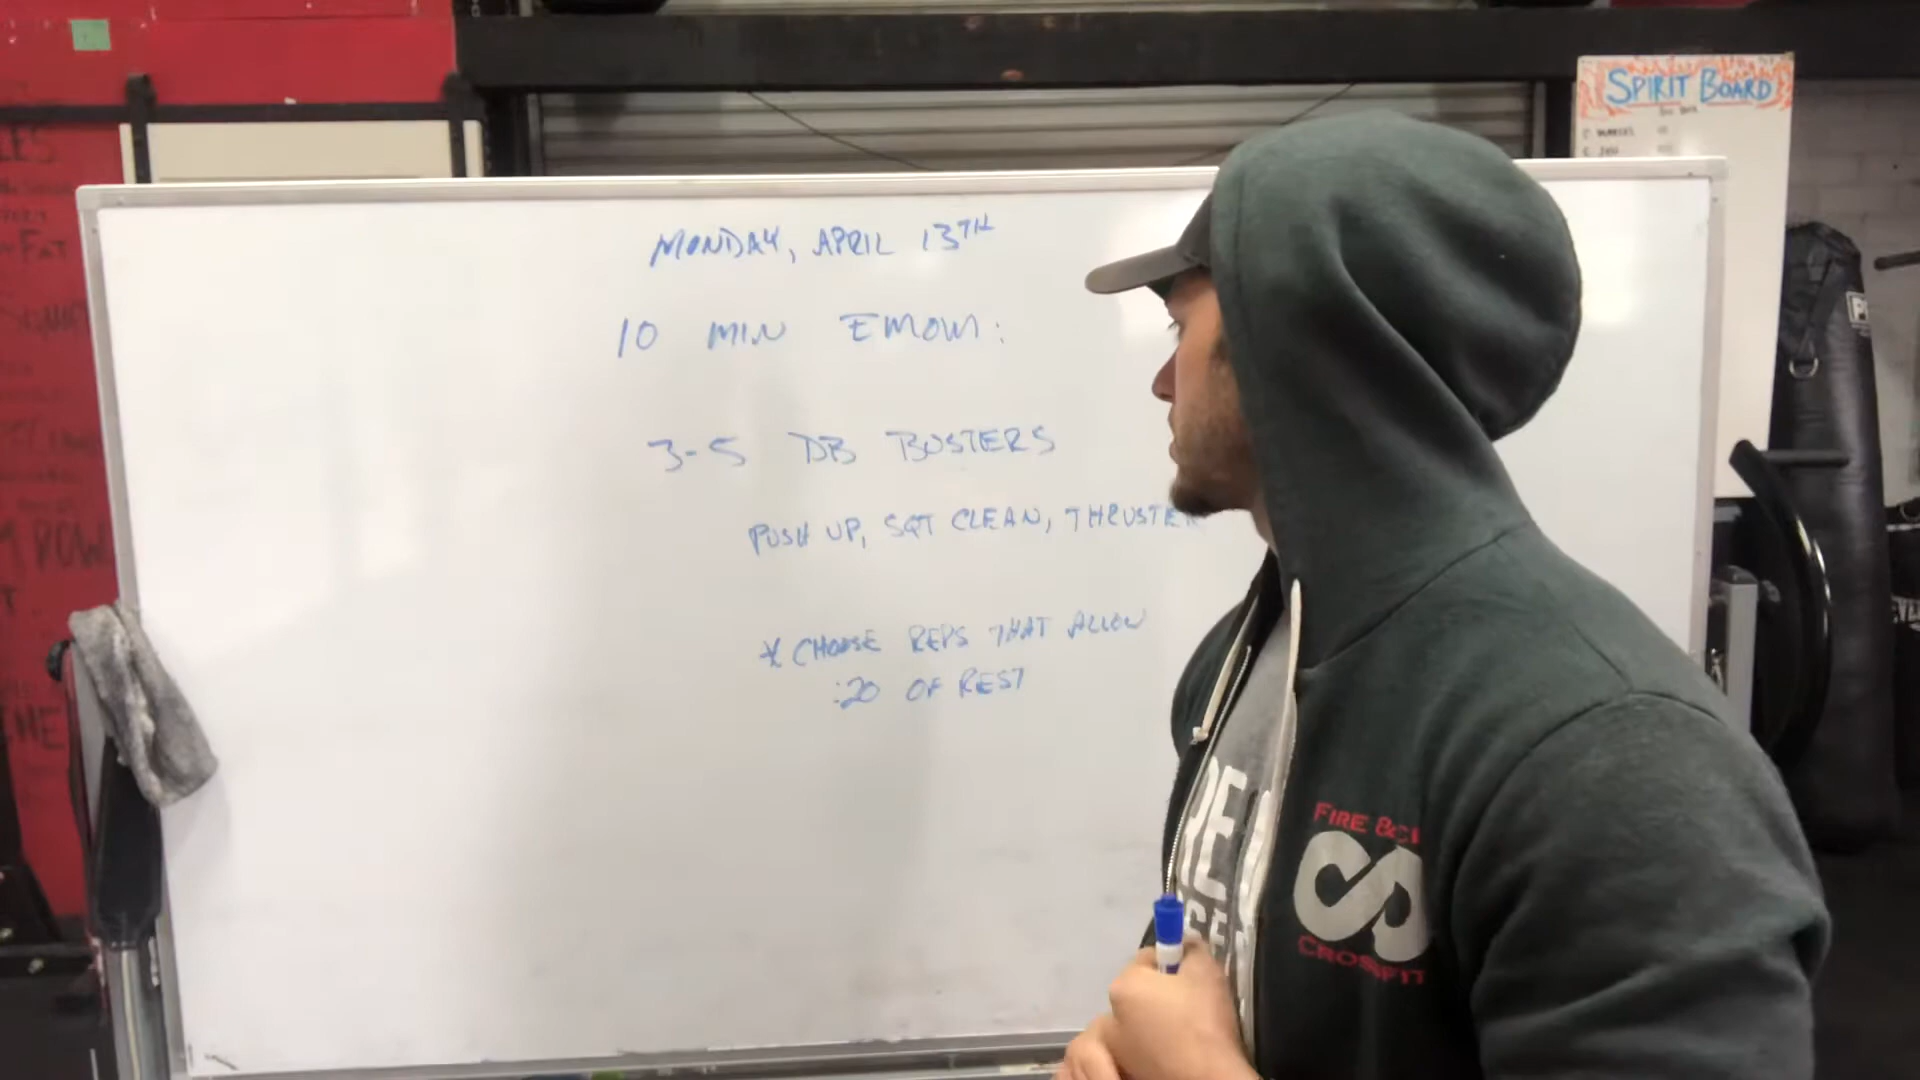 SPIRIT BOARD
MONDAY, APRIL 13TH
10 MIN EMOM:
3-5 DB BUSTERS
PUSH UP, SQT CLEAN, THRUSTER
* CHOOSE REPS THAT ALLOW
:20 OF REST
FIRE
CROSSFIT
FAT